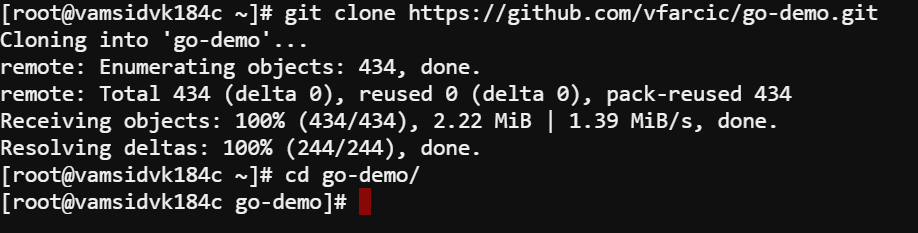 [root@vamsidvk184c ~]# git clone https://github.com/vfarcic/go-demo.git
Cloning into 'go-demo'...
remote: Enumerating objects: 434, done.
remote: Total 434 (delta 0), reused 0 (delta 0), pack-reused 434
Receiving objects: 100% (434/434), 2.22 MiB | 1.39 MiB/s, done.
Resolving deltas: 100% (244/244), done.
[root@vamsidvk184c ~]# cd go-demo/
[root@vamsidvk184c go-demo]#